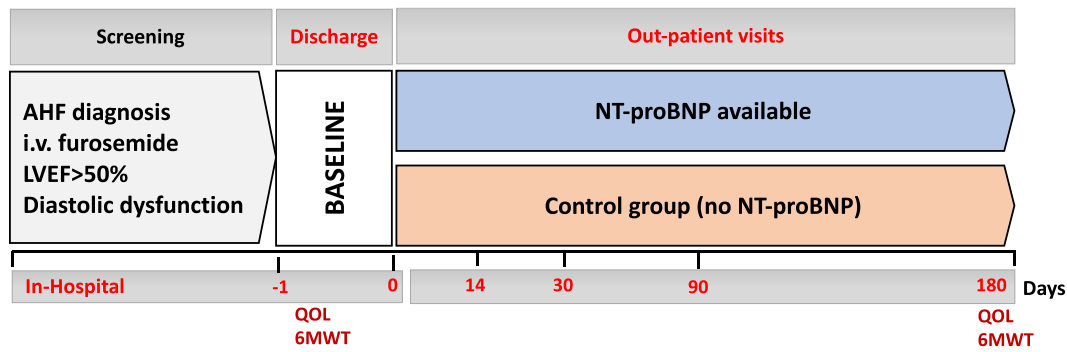 Screening
Discharge
Out-patient visits
AHF diagnosis
i.v. furosemide
LVEF>50%
Diastolic dysfunction
BASELINE
NT-proBNP available
Control group (no NT-proBNP)
In-Hospital
-1
0
14
30
90
180
Days
QOL
6MWT
QOL
6MWT